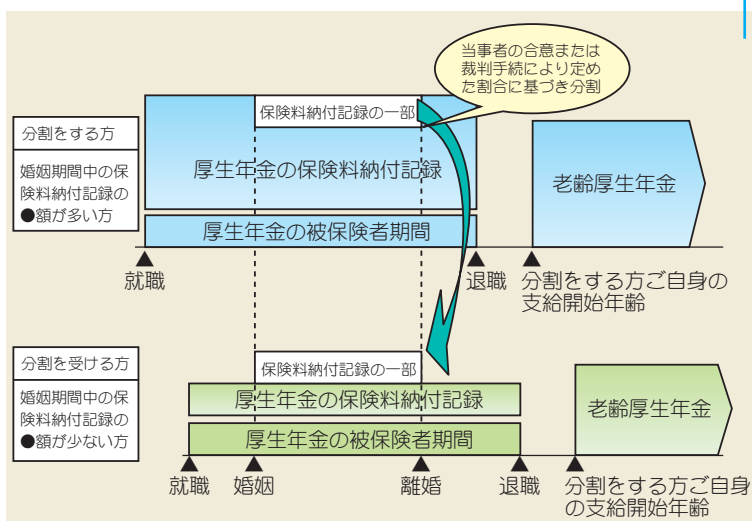 当事者の合意または
裁判手続により定め
た割合に基づき分割
保険料納付記録の一部
分割をする方
婚姻期間中の保
険料納付記録の
●額が多い方
厚生年金の保険料納付記録
老齢厚生年金
厚生年金の被保険者期間
就職
退職
分割をする方ご自身の
支給開始年齢
分割を受ける方
婚姻期間中の保
険料納付記録の
●額が少ない方
保険料納付記録の一部
厚生年金の保険料納付記録
老齢厚生年金
厚生年金の被保険者期間
就職
婚姻
離婚
退職
分割をする方ご自身
の支給開始年齢